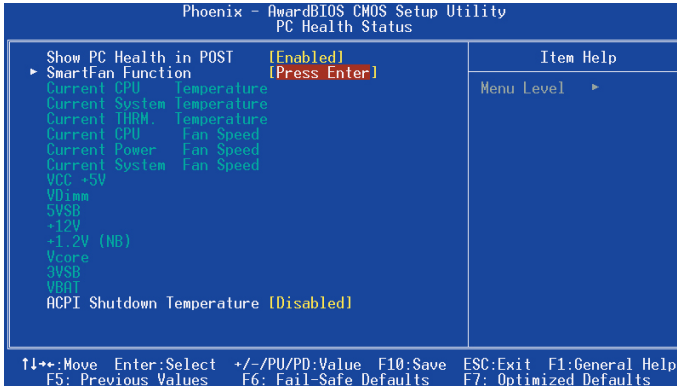 Phoenix - AwardBIOS CMOS Setup Utility
PC Health Status
Show PC Health in POST [Enabled]
▶ SmartFan Function [Press Enter]
Current CPU Temperature
Current System Temperature
Current THRM. Temperature
Current CPU Fan Speed
Current Power Fan Speed
Current System Fan Speed
VCC +5V
VDimm
5VSB
+12V
+1.2V (NB)
Vcore
3VSB
VBAT
ACPI Shutdown Temperature [Disabled]
Item Help
Menu Level ▶
↑↓→←:Move Enter:Select +/-/PU/PD:Value F10:Save ESC:Exit F1:General Help
F5: Previous Values F6: Fail-Safe Defaults F7: Optimized Defaults